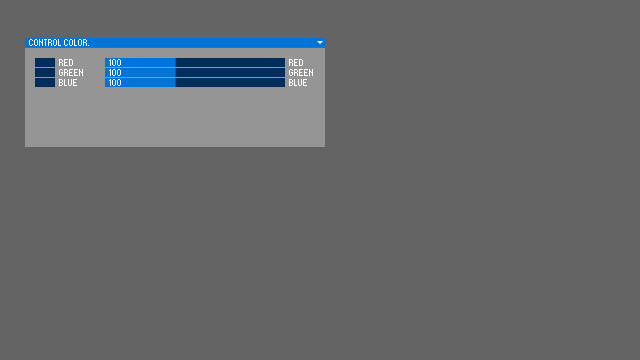 CONTROL COLOR.
RED 100 RED
GREEN 100 GREEN
BLUE 100 BLUE